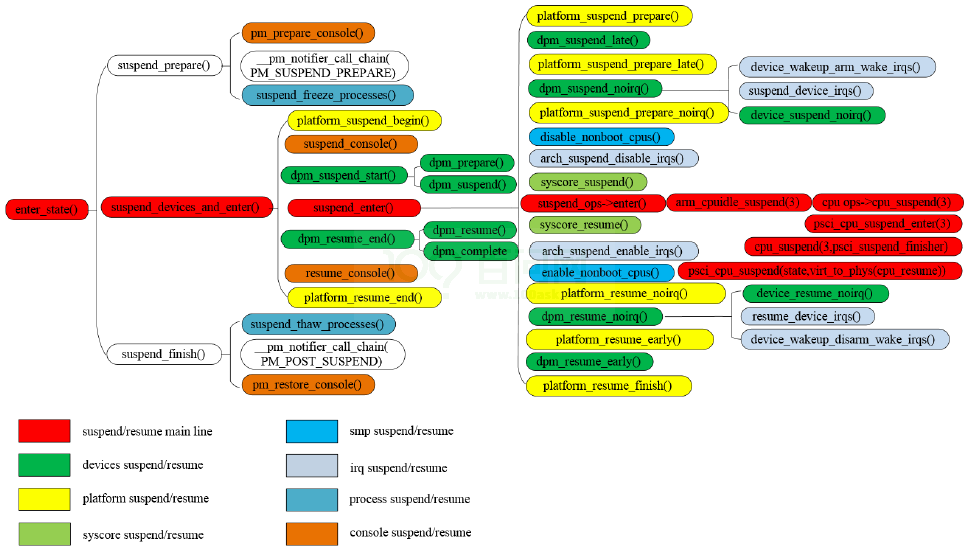 enter_state()
suspend_prepare()
pm_prepare_console()
__pm_notifier_call_chain(
PM_SUSPEND_PREPARE)
suspend_freeze_processes()
suspend_devices_and_enter()
platform_suspend_begin()
suspend_console()
dpm_suspend_start()
dpm_prepare()
dpm_suspend()
suspend_enter()
platform_suspend_prepare()
dpm_suspend_late()
platform_suspend_prepare_late()
dpm_suspend_noirq()
device_wakeup_arm_wake_irqs()
suspend_device_irqs()
device_suspend_noirq()
platform_suspend_prepare_noirq()
disable_nonboot_cpus()
arch_suspend_disable_irqs()
syscore_suspend()
suspend_ops->enter()
arm_cpuidle_suspend(3)
cpu ops->cpu_suspend(3)
psci_cpu_suspend_enter(3)
cpu_suspend(3,psci_suspend_finisher)
psci_cpu_suspend(state,virt_to_phys(cpu_resume))
syscore_resume()
arch_suspend_enable_irqs()
enable_nonboot_cpus()
platform_resume_noirq()
dpm_resume_noirq()
device_resume_noirq()
resume_device_irqs()
device_wakeup_disarm_wake_irqs()
platform_resume_early()
dpm_resume_early()
platform_resume_finish()
dpm_resume_end()
dpm_resume()
dpm_complete
resume_console()
platform_resume_end()
suspend_finish()
suspend_thaw_processes()
__pm_notifier_call_chain(
PM_POST_SUSPEND)
pm_restore_console()
suspend/resume main line
devices suspend/resume
platform suspend/resume
syscore suspend/resume
smp suspend/resume
irq suspend/resume
process suspend/resume
console suspend/resume